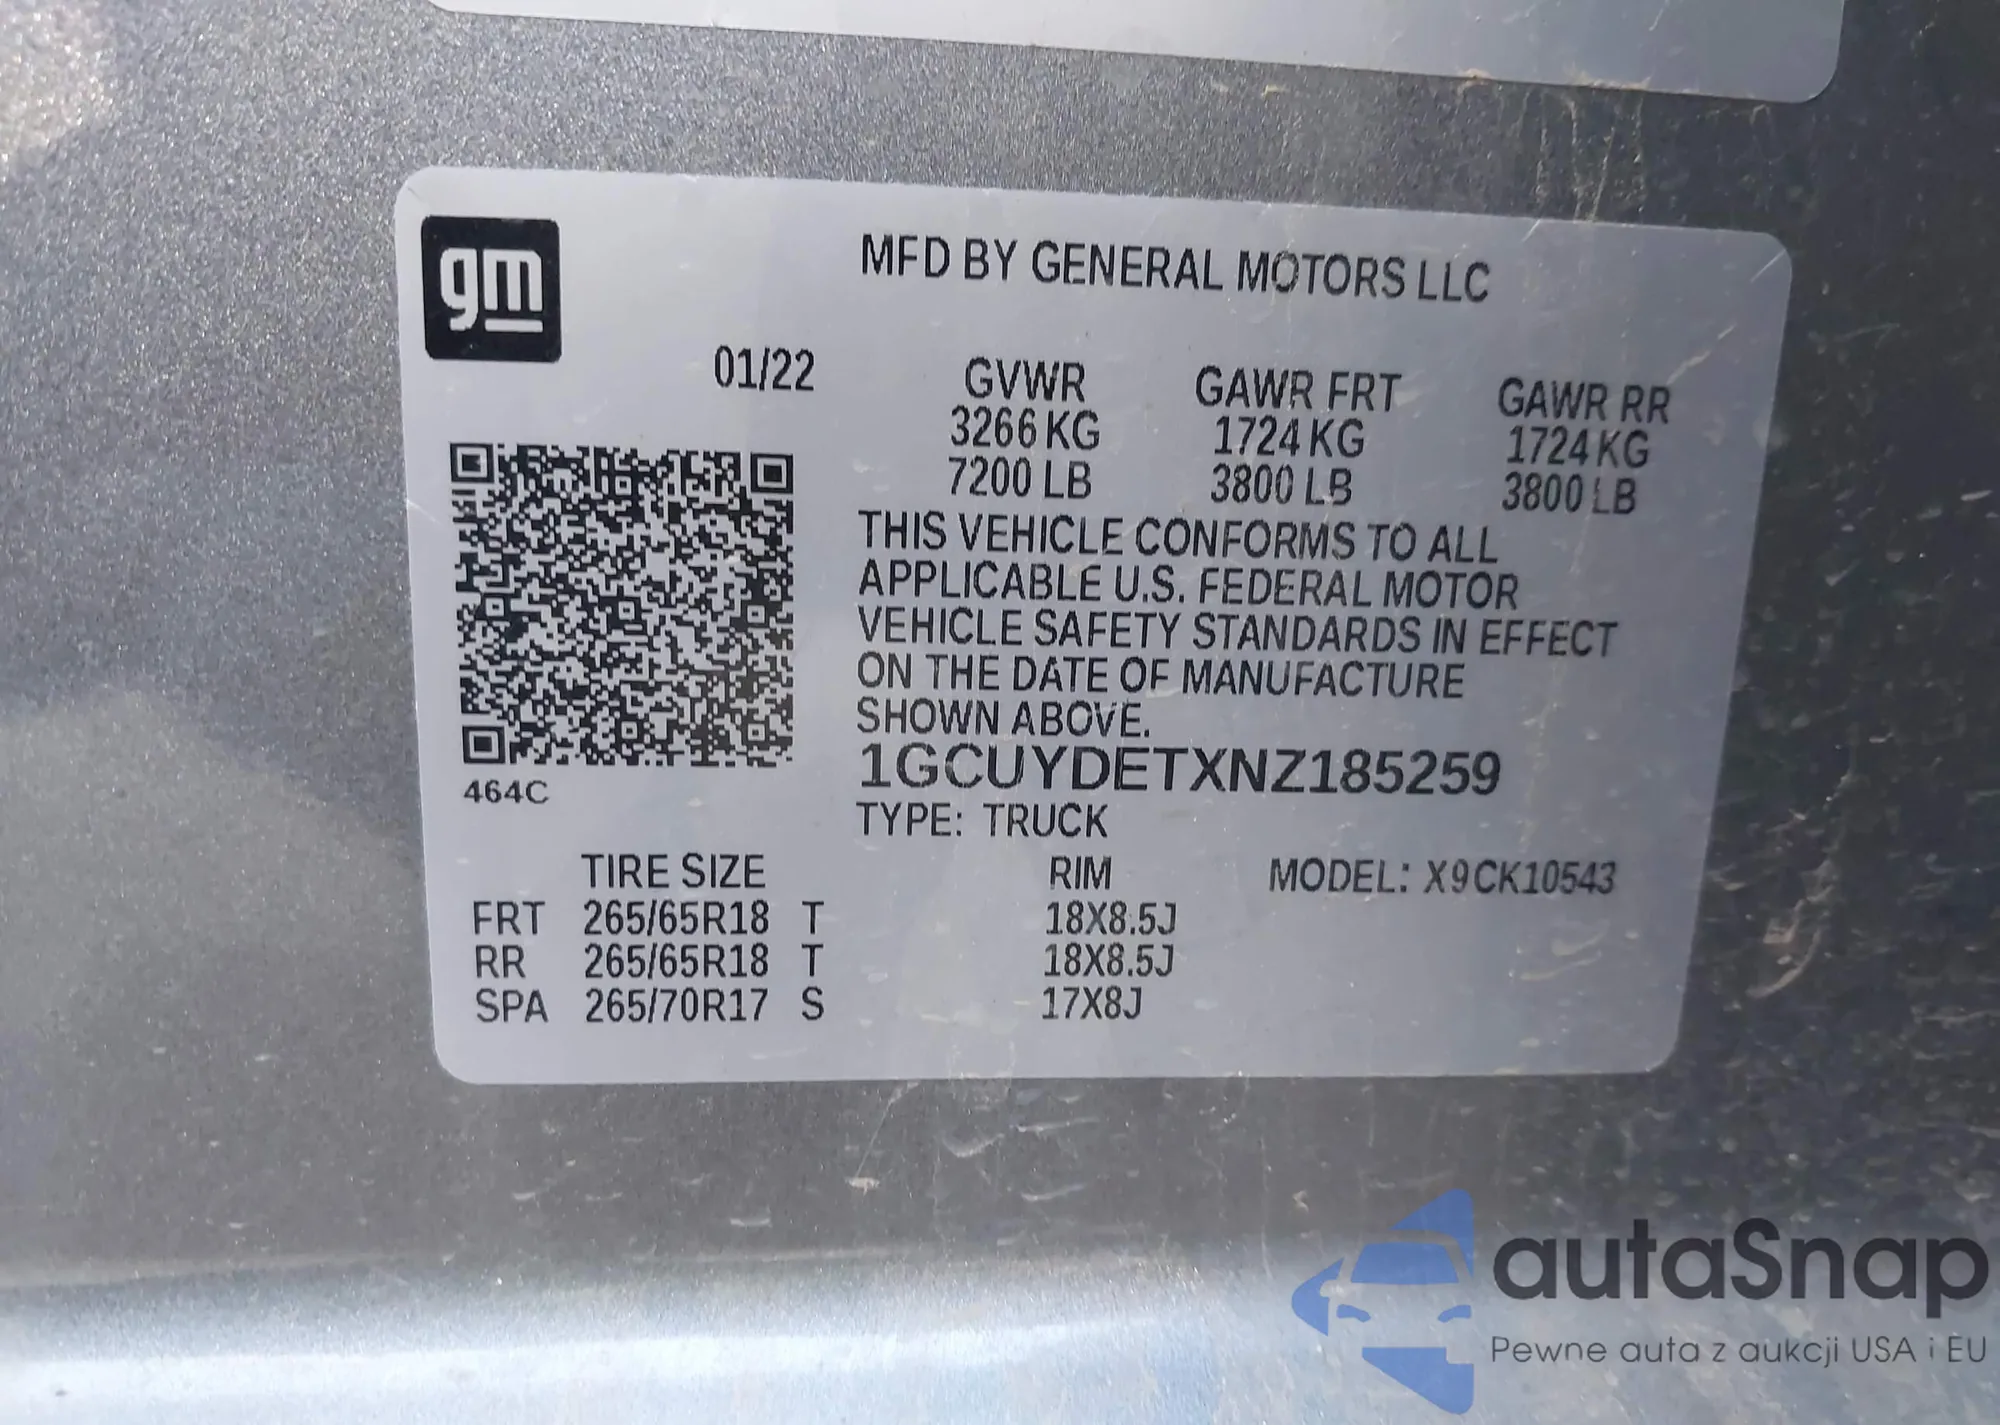 gm
MFD BY GENERAL MOTORS LLC
01/22 GVWR GAWR FRT GAWR RR
3266 KG 1724 KG 1724 KG
7200 LB 3800 LB 3800 LB
THIS VEHICLE CONFORMS TO ALL
APPLICABLE U.S. FEDERAL MOTOR
VEHICLE SAFETY STANDARDS IN EFFECT
ON THE DATE OF MANUFACTURE
SHOWN ABOVE.
1GCUYDETXNZ185259
464C
TYPE: TRUCK
TIRE SIZE RIM MODEL: X9CK10543
FRT 265/65R18 T 18X8.5J
RR 265/65R18 T 18X8.5J
SPA 265/70R17 S 17X8J
autaSnap
Pewne auta z aukcji USA i EU